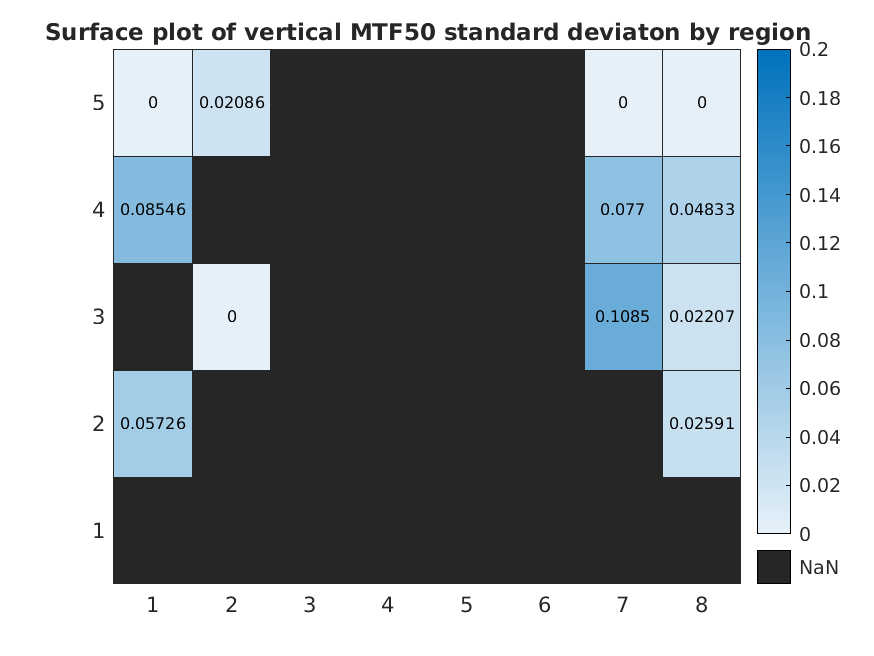 Surface plot of vertical MTF50 standard deviaton by region
5 0 0.02086 0 0
4 0.08546 0.077 0.04833
3 0 0.1085 0.02207
2 0.05726 0.02591
1
1 2 3 4 5 6 7 8
0.2
0.18
0.16
0.14
0.12
0.1
0.08
0.06
0.04
0.02
0
NaN